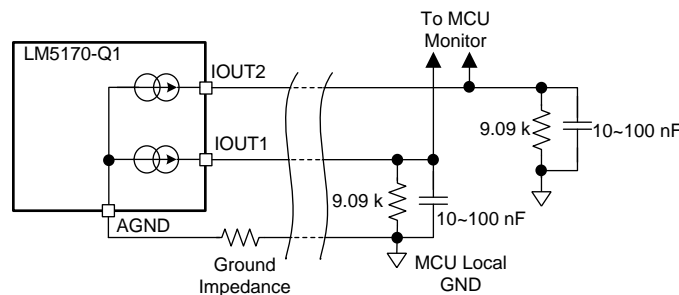 To MCU
Monitor
LM5170-Q1
IOUT2
9.09 k
10~100 nF
IOUT1
9.09 k
10~100 nF
AGND
Ground
Impedance
MCU Local
GND